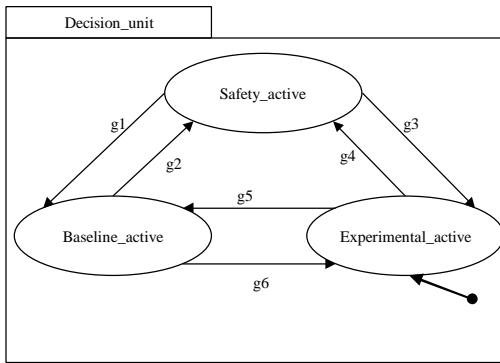 Decision_unit
Safety_active
g1
g3
g2
g4
g5
Baseline_active
Experimental_active
g6